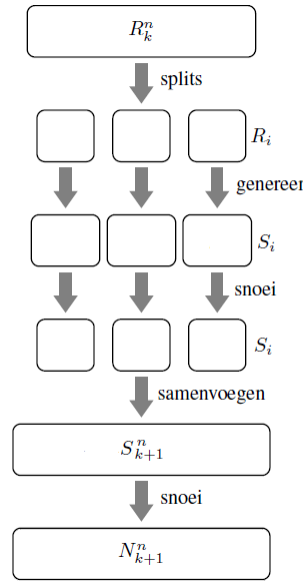 R_k^n
splits
R_i
genereer
S_i
snoei
S_i
samenvoegen
S_{k+1}^n
snoei
N_{k+1}^n